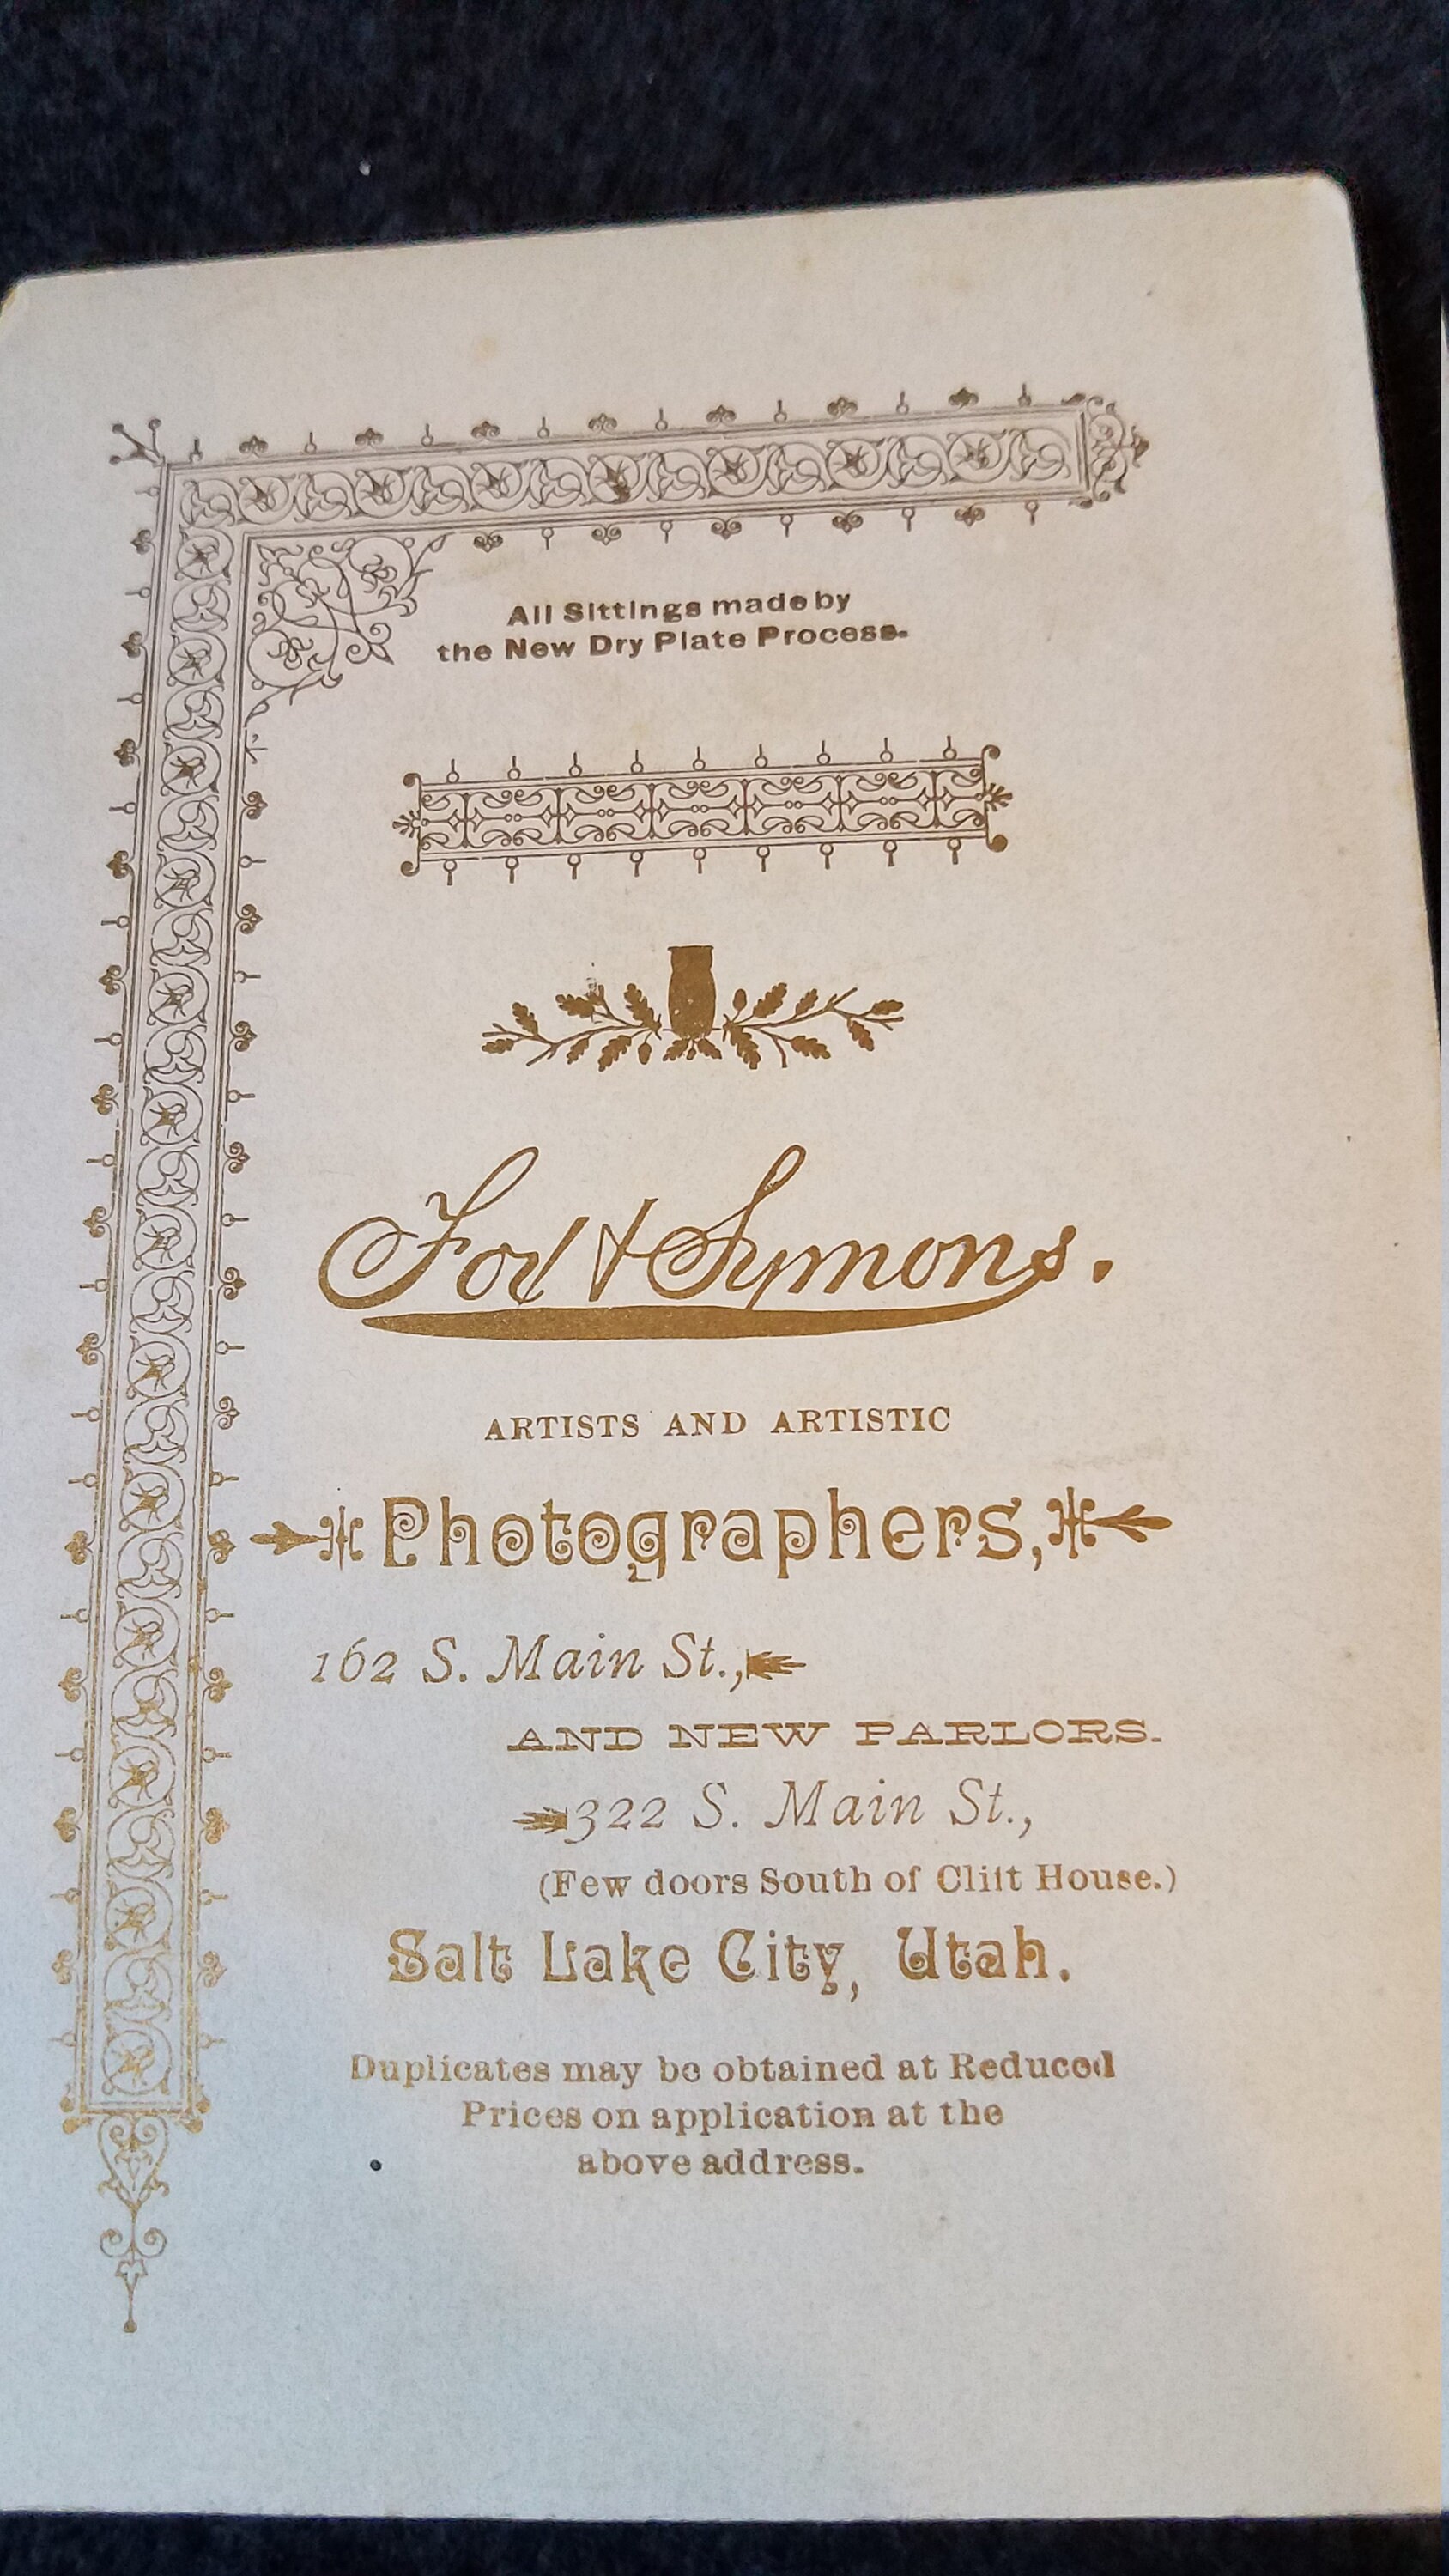 All Sittings made by
the New Dry Plate Process.
Fox & Symons.
ARTISTS AND ARTISTIC
Photographers,
162 S. Main St.,
AND NEW PARLORS.
322 S. Main St.,
(Few doors South of Clift House.)
Salt Lake City, Utah.
Duplicates may be obtained at Reduced
Prices on application at the
above address.